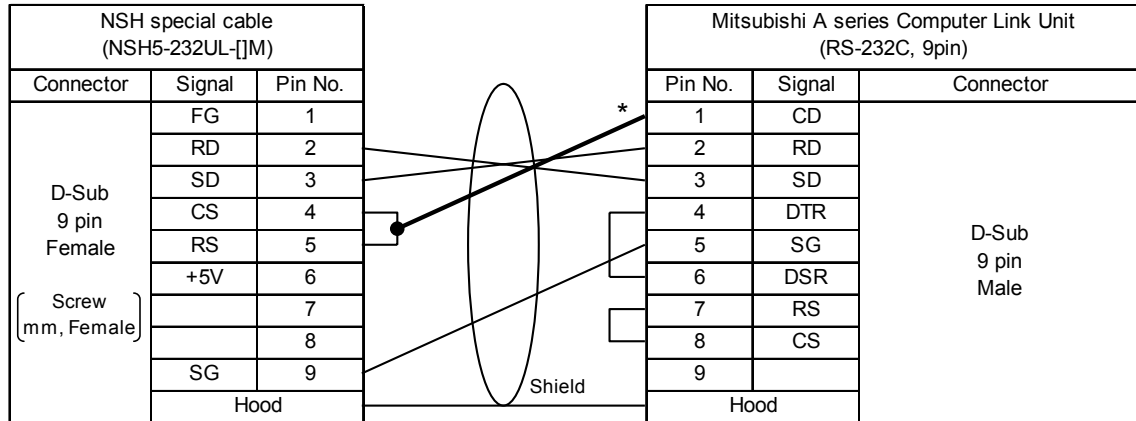 NSH special cable
(NSH5-232UL-[]M)
Connector Signal Pin No.
D-Sub
9 pin
Female
Screw
mm, Female
FG 1
RD 2
SD 3
CS 4
RS 5
+5V 6
7
8
SG 9
Hood
*
Shield
Mitsubishi A series Computer Link Unit
(RS-232C, 9pin)
Pin No. Signal Connector
1 CD
2 RD
3 SD
4 DTR
5 SG
6 DSR
7 RS
8 CS
9
Hood
D-Sub
9 pin
Male